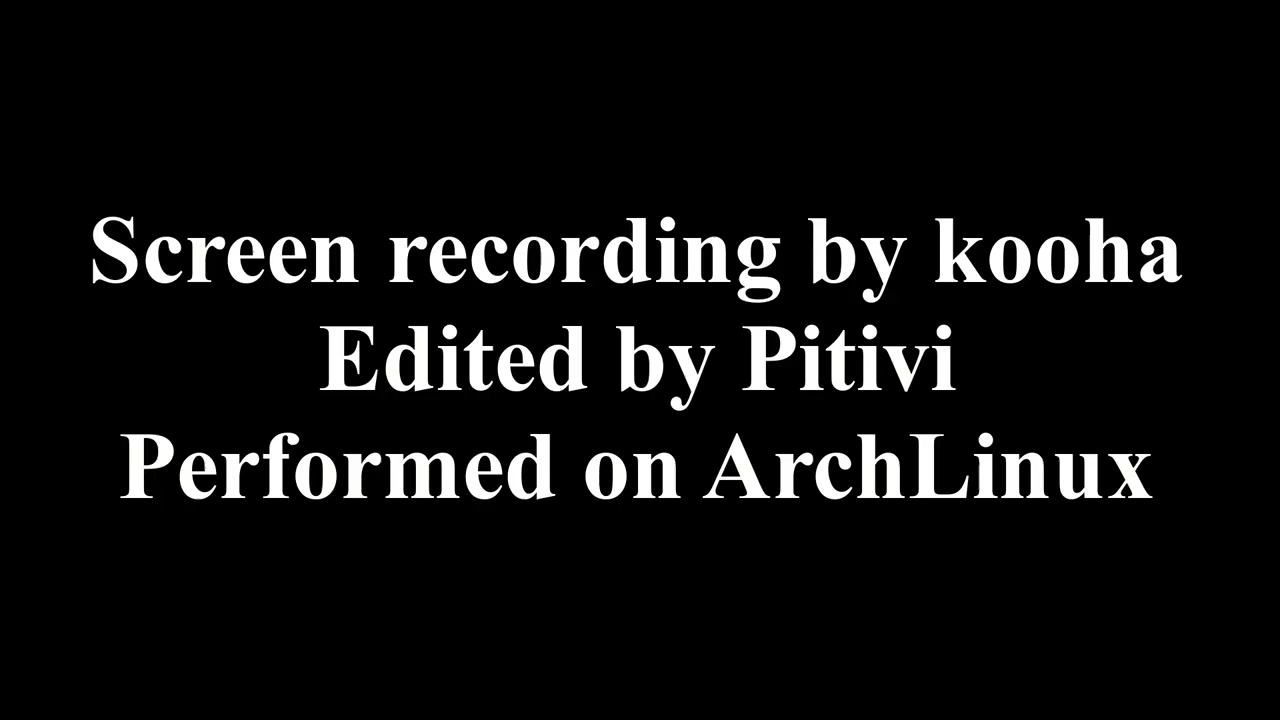 Screen recording by kooha
Edited by Pitivi
Performed on ArchLinux